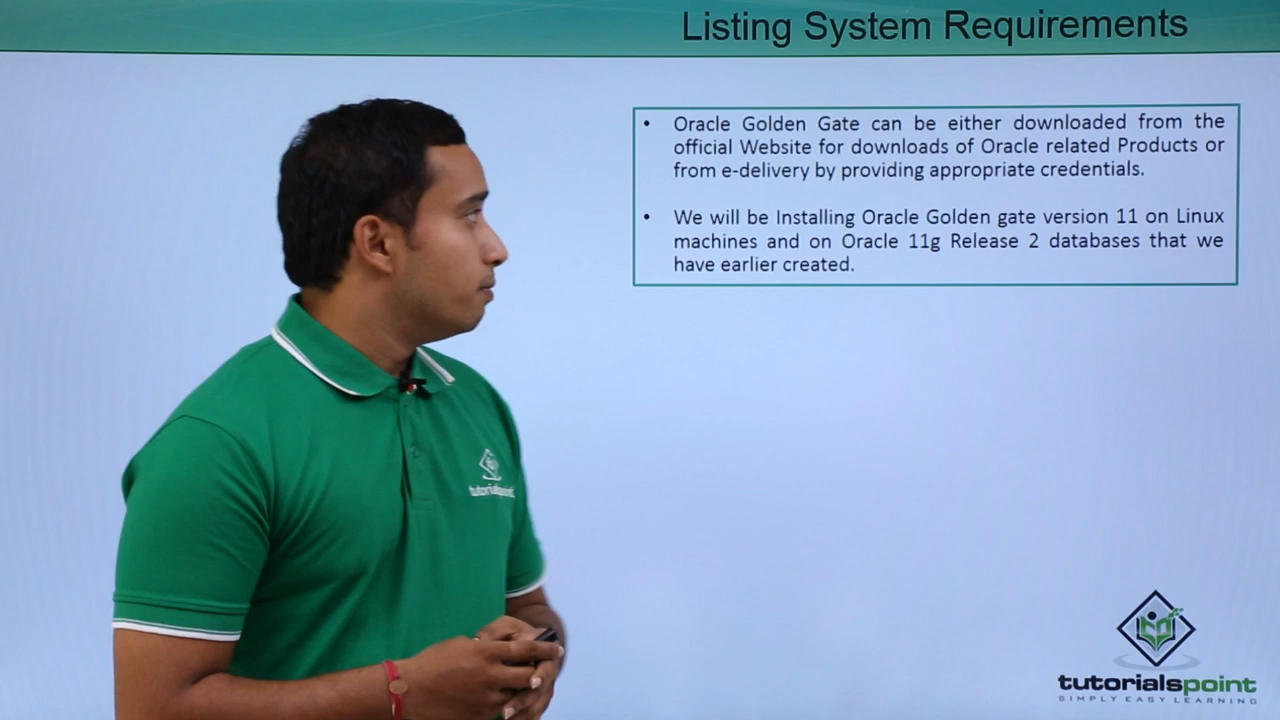 Listing System Requirements
• Oracle Golden Gate can be either downloaded from the
official Website for downloads of Oracle related Products or
from e-delivery by providing appropriate credentials.
• We will be Installing Oracle Golden gate version 11 on Linux
machines and on Oracle 11g Release 2 databases that we
have earlier created.
tutorialspoint
tutorialspoint
SIMPLY EASY LEARNING